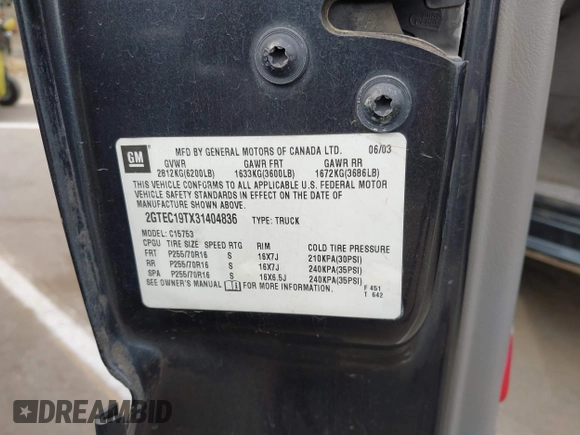 GM
MFD BY GENERAL MOTORS OF CANADA LTD. 06/03
GVWR GAWR FRT GAWR RR
2812KG(6200LB) 1633KG(3600LB) 1672KG(3686LB)
THIS VEHICLE CONFORMS TO ALL APPLICABLE U.S. FEDERAL MOTOR
VEHICLE SAFETY STANDARDS IN EFFECT ON THE DATE OF
MANUFACTURE SHOWN ABOVE.
2GTEC19TX31404836 TYPE: TRUCK
MODEL: C15753
CPGU TIRE SIZE SPEED RTG RIM COLD TIRE PRESSURE
FRT P255/70R16 S 16X7J 210KPA(30PSI)
RR P255/70R16 S 16X7J 240KPA(35PSI)
SPA P255/70R16 S 16X6.5J 240KPA(35PSI)
SEE OWNER'S MANUAL FOR MORE INFORMATION. F 451
T 642
DREAMBID